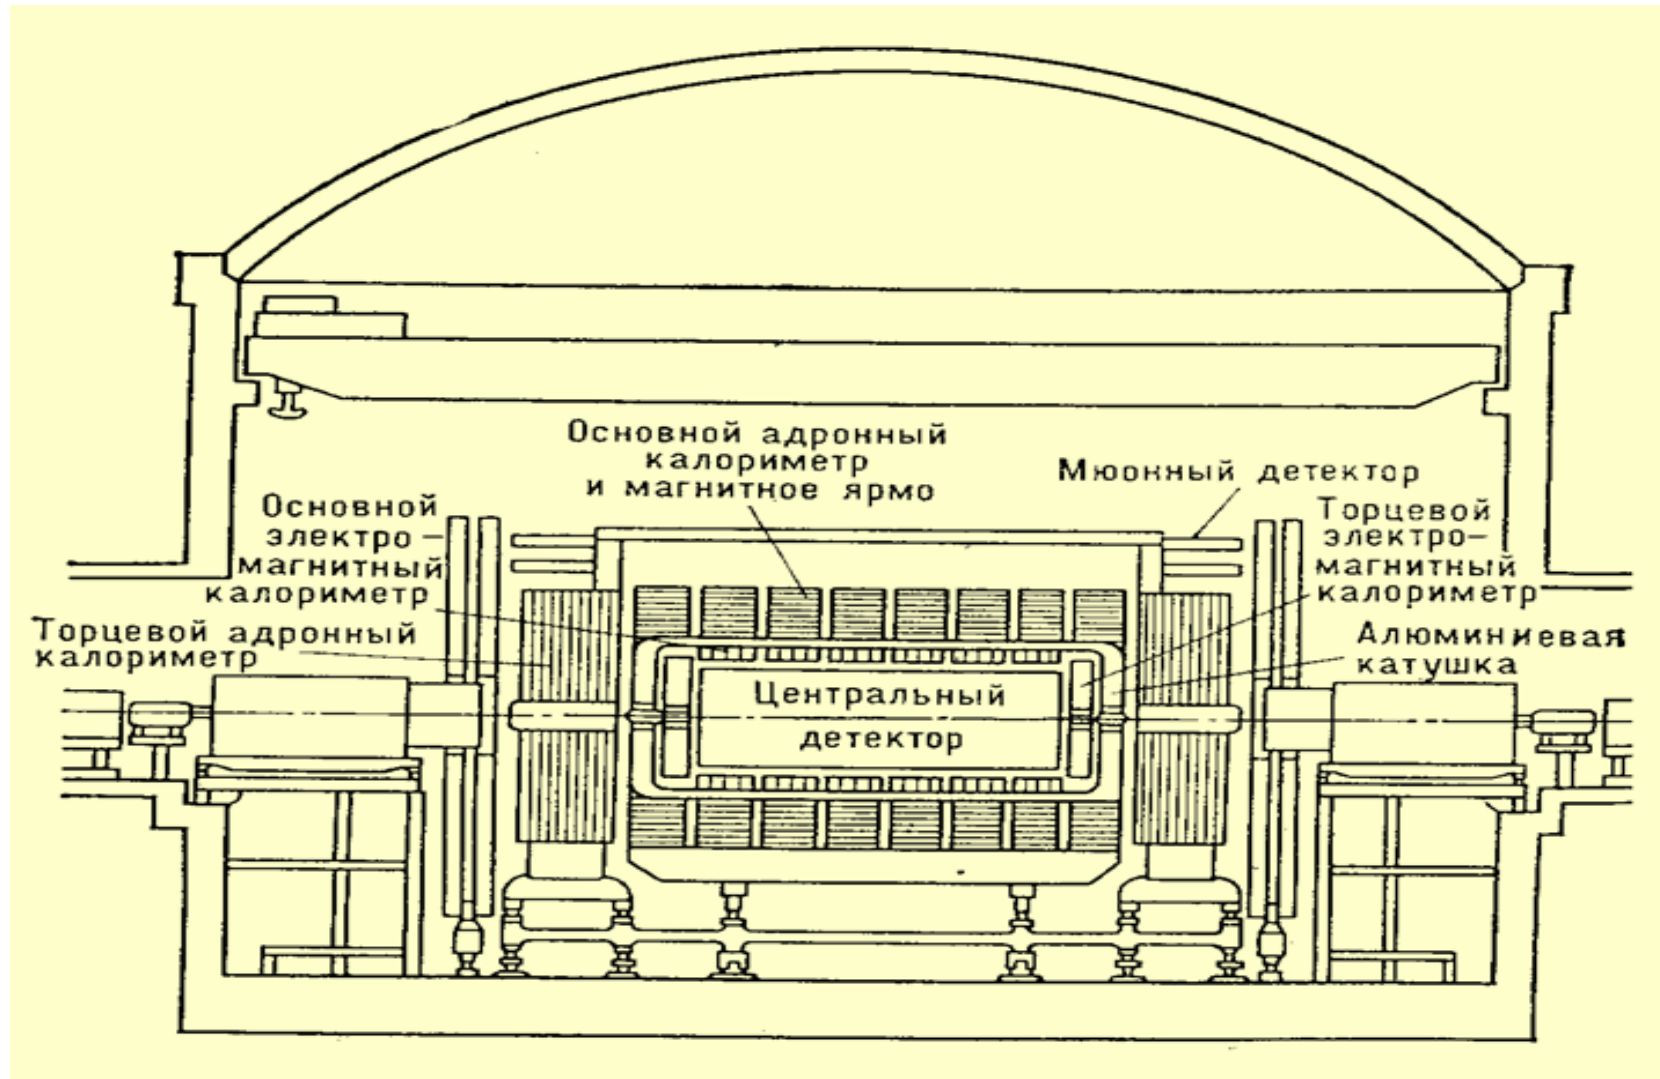 Основной адронный
калориметр
и магнитное ярмо
Мюонный детектор
Основной
электро-
магнитный
калориметр
Торцевой
электро-
магнитный
калориметр
Торцевой адронный
калориметр
Алюминиевая
катушка
Центральный
детектор